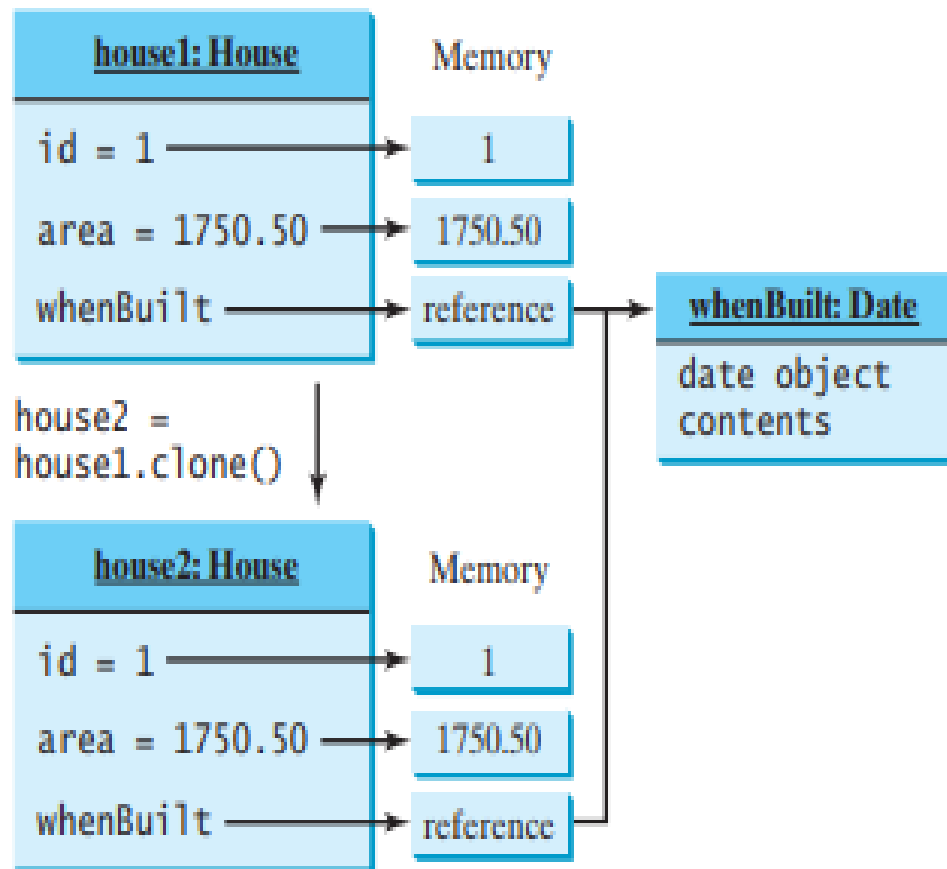 house1: House
Memory
id = 1
1
area = 1750.50
1750.50
whenBuilt
reference
whenBuilt: Date
date object
contents
house2 =
house1.clone()
house2: House
Memory
id = 1
1
area = 1750.50
1750.50
whenBuilt
reference